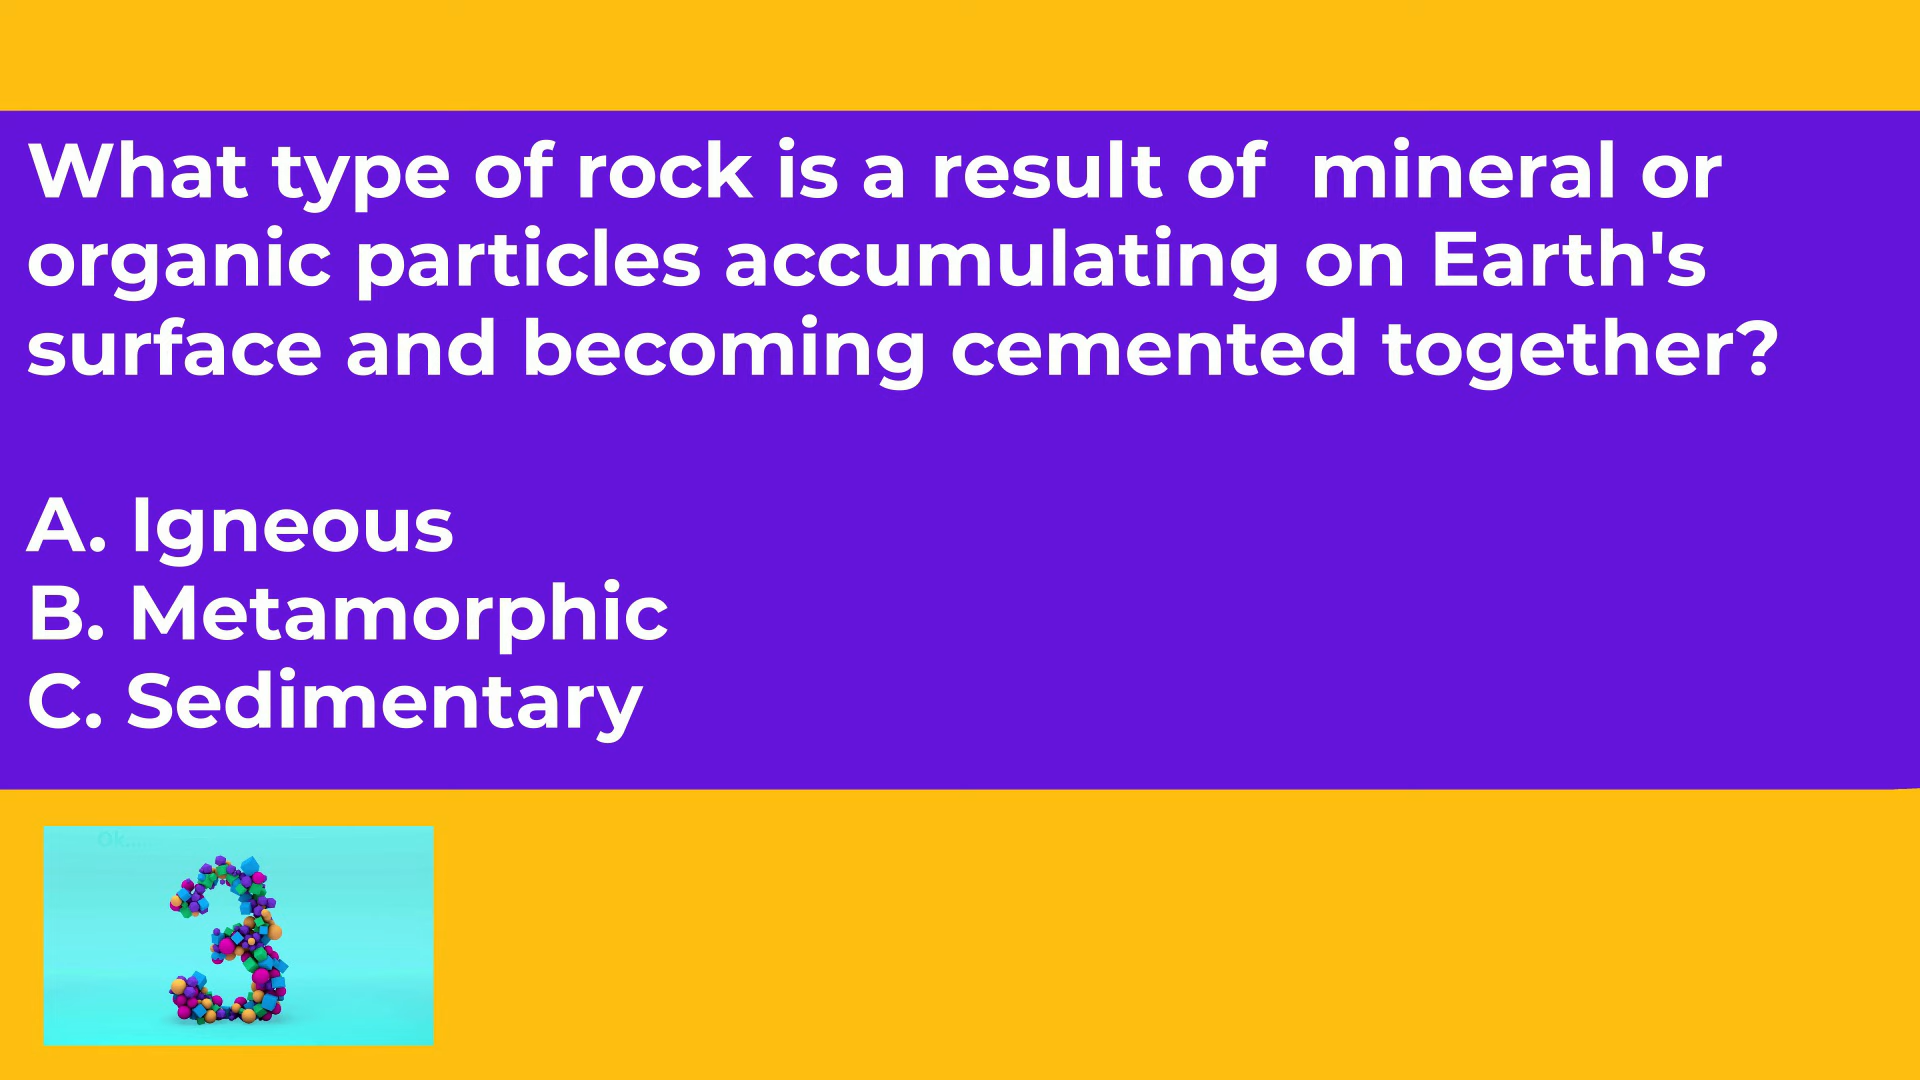 What type of rock is a result of  mineral or
organic particles accumulating on Earth's
surface and becoming cemented together?
A. Igneous
B. Metamorphic
C. Sedimentary
Ok.....
3